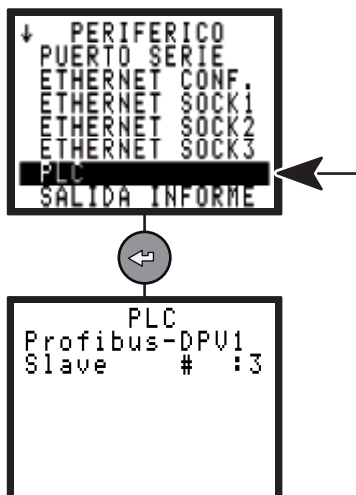 ↓ PERIFERICO
PUERTO SERIE
ETHERNET CONF.
ETHERNET SOCK1
ETHERNET SOCK2
ETHERNET SOCK3
PLC
SALIDA INFORME
PLC
Profibus-DPV1
Slave # :3